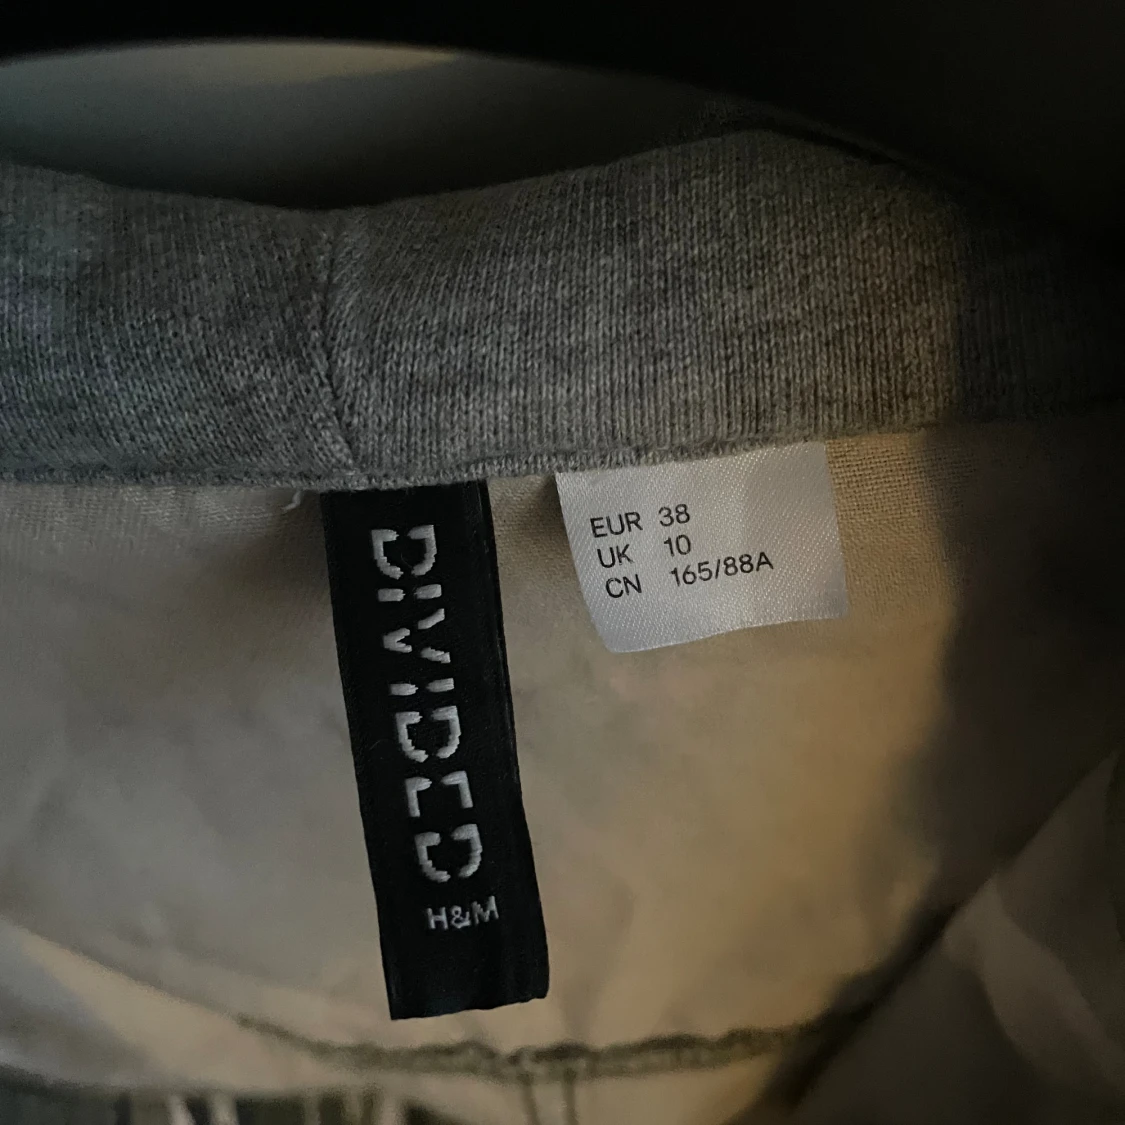 DIVIDED
H&M
EUR 38
UK 10
CN 165/88A